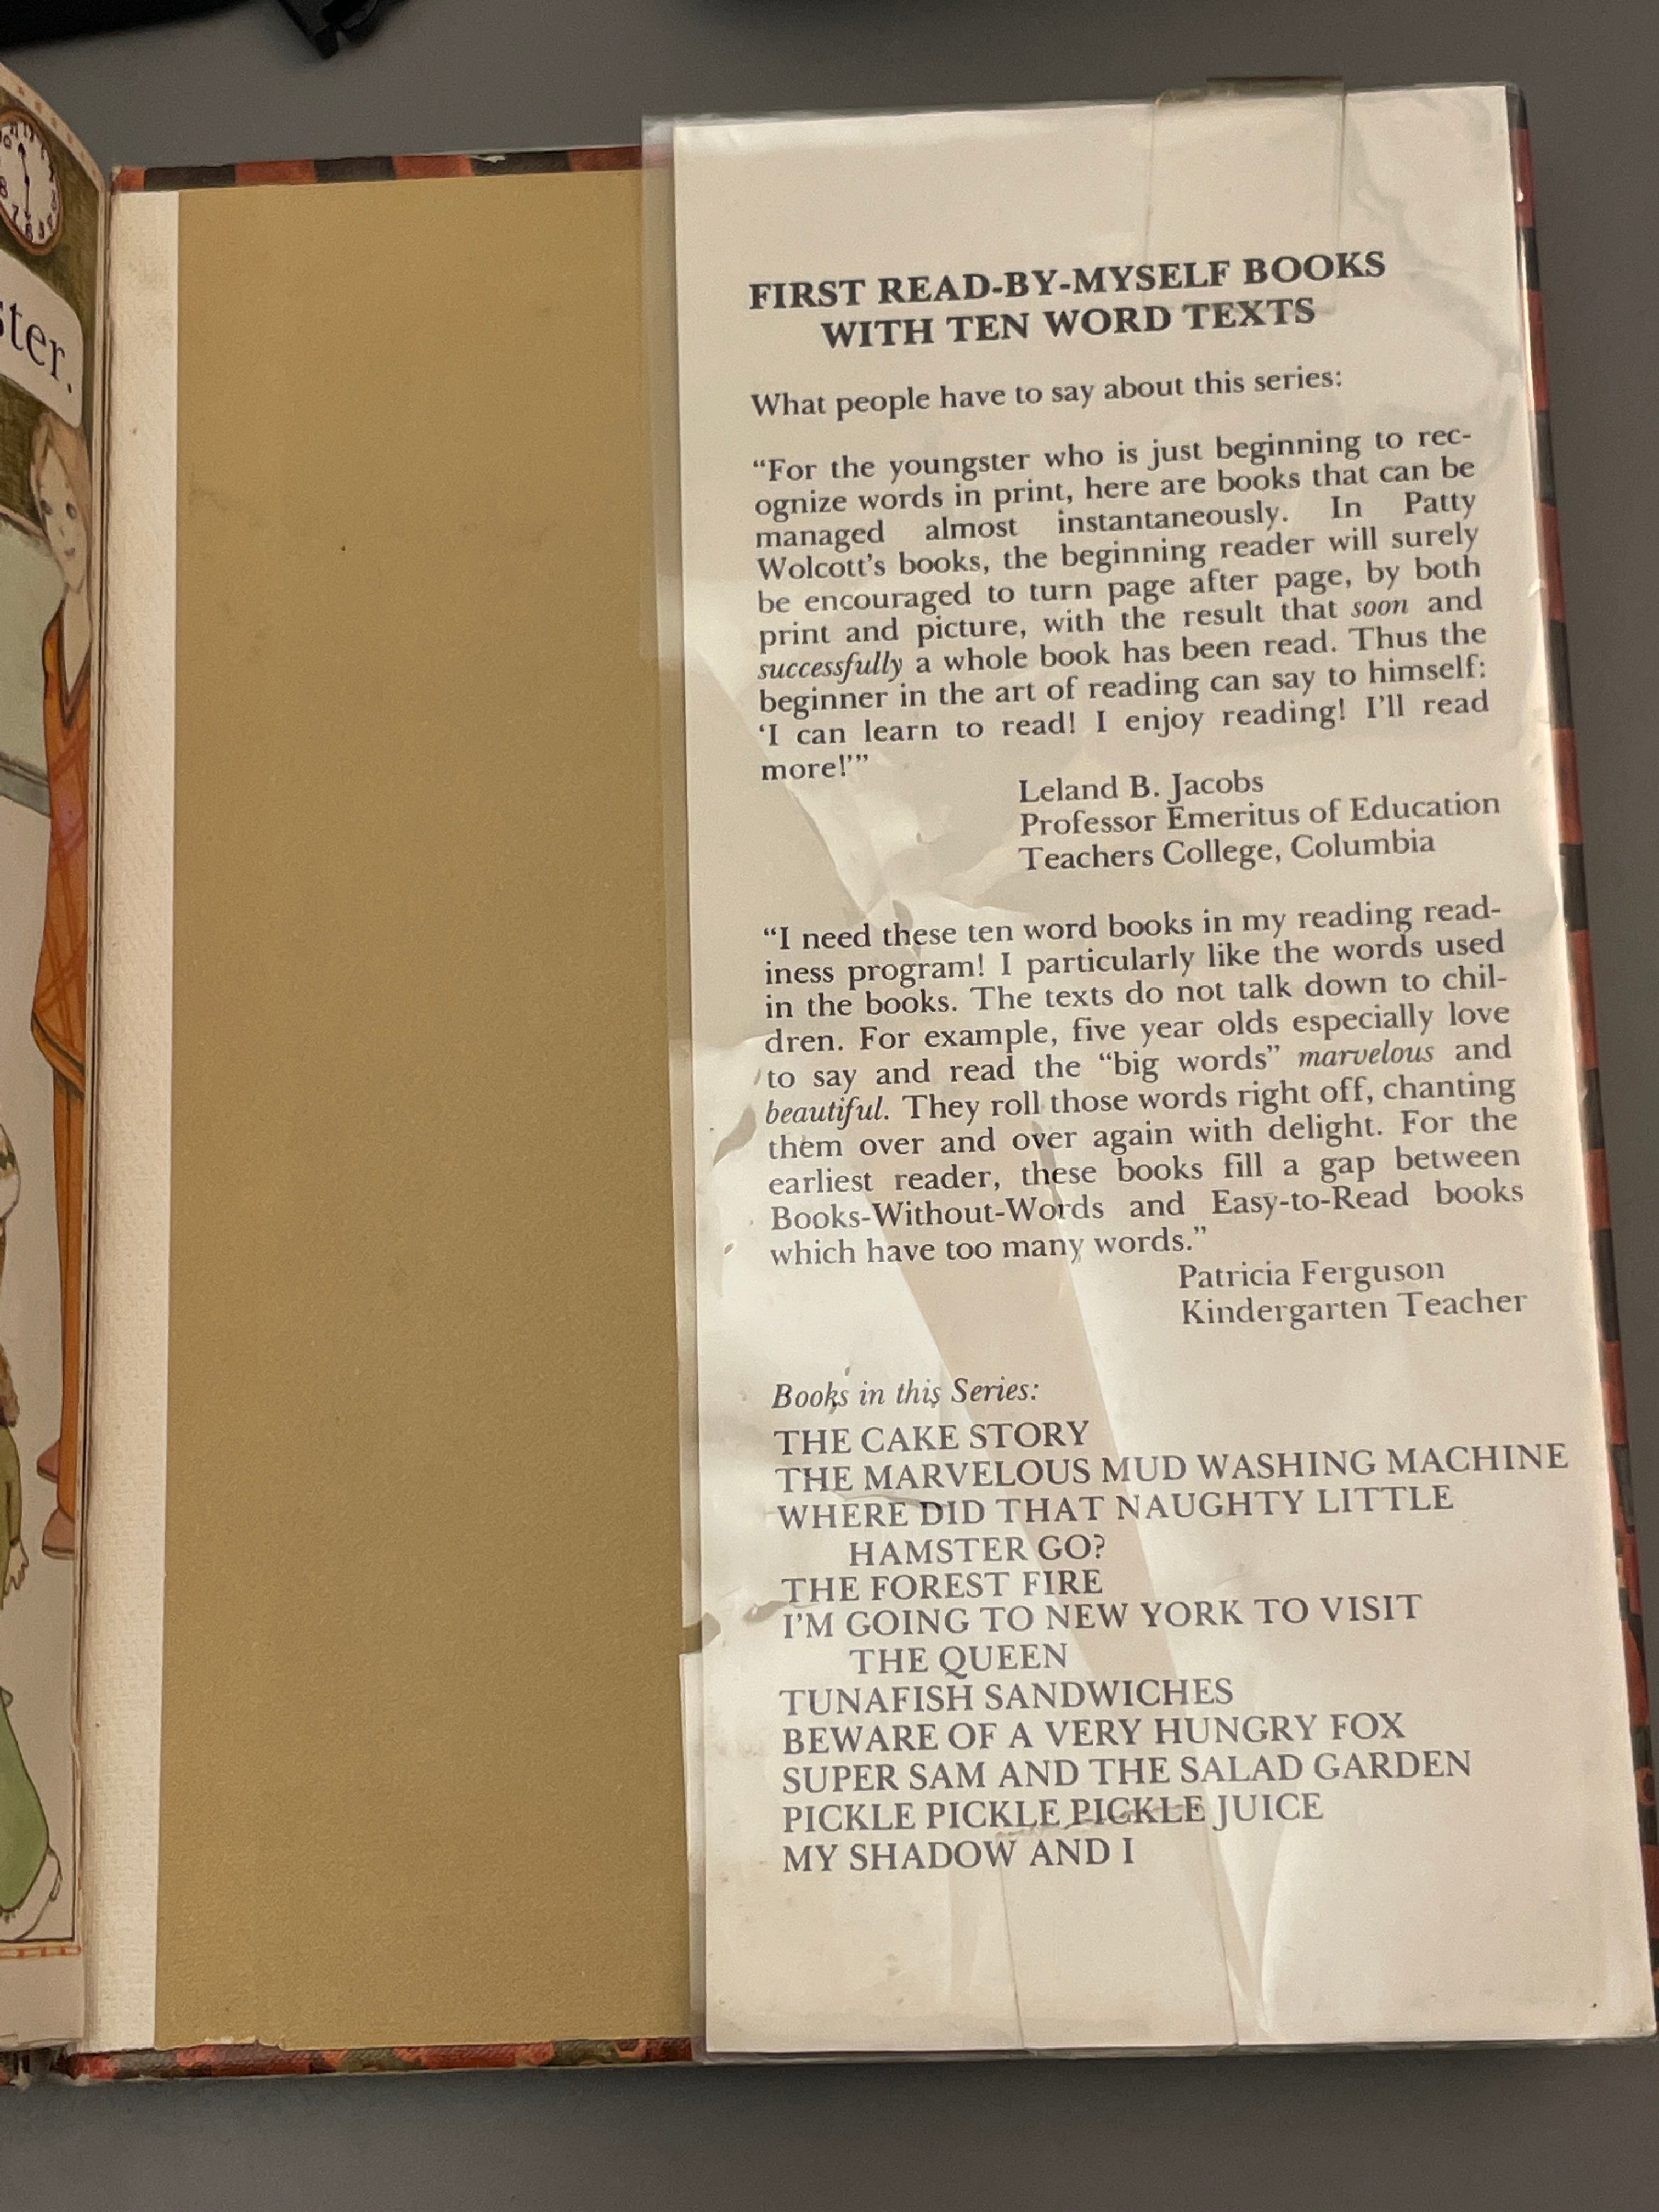 ster.
FIRST READ-BY-MYSELF BOOKS
WITH TEN WORD TEXTS
What people have to say about this series:
“For the youngster who is just beginning to rec-
ognize words in print, here are books that can be
managed almost instantaneously. In Patty
Wolcott’s books, the beginning reader will surely
be encouraged to turn page after page, by both
print and picture, with the result that soon and
successfully a whole book has been read. Thus the
beginner in the art of reading can say to himself:
‘I can learn to read! I enjoy reading! I’ll read
more!’”
Leland B. Jacobs
Professor Emeritus of Education
Teachers College, Columbia
“I need these ten word books in my reading read-
iness program! I particularly like the words used
in the books. The texts do not talk down to chil-
dren. For example, five year olds especially love
to say and read the “big words” marvelous and
beautiful. They roll those words right off, chanting
them over and over again with delight. For the
earliest reader, these books fill a gap between
Books-Without-Words and Easy-to-Read books
which have too many words.”
Patricia Ferguson
Kindergarten Teacher
Books in this Series:
THE CAKE STORY
THE MARVELOUS MUD WASHING MACHINE
WHERE DID THAT NAUGHTY LITTLE
HAMSTER GO?
THE FOREST FIRE
I’M GOING TO NEW YORK TO VISIT
THE QUEEN
TUNAFISH SANDWICHES
BEWARE OF A VERY HUNGRY FOX
SUPER SAM AND THE SALAD GARDEN
PICKLE PICKLE PICKLE JUICE
MY SHADOW AND I